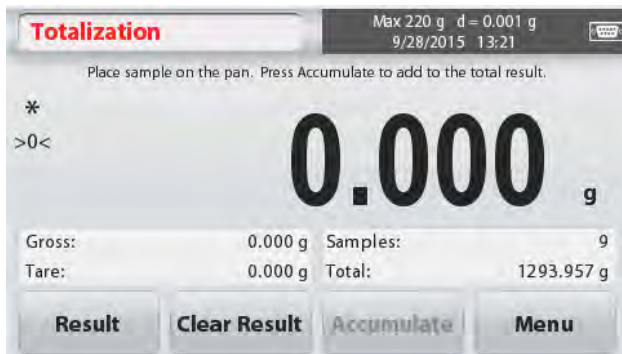 Totalization
Max 220 g d = 0.001 g
9/28/2015 13:21
Place sample on the pan. Press Accumulate to add to the total result.
*
>0<
0.000 g
Gross: 0.000 g Samples: 9
Tare: 0.000 g Total: 1293.957 g
Result Clear Result Accumulate Menu